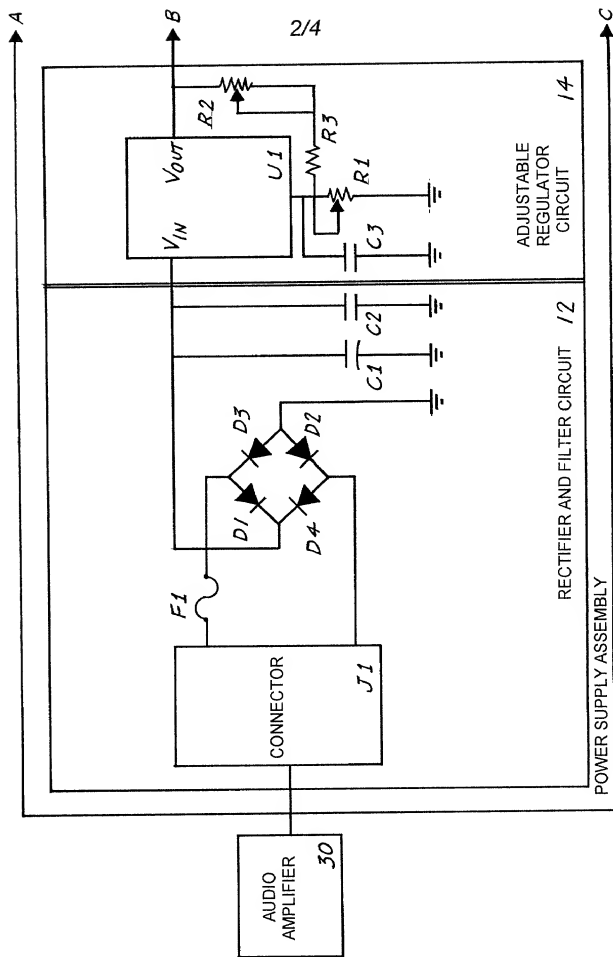 2/4
A
B
C
AUDIO
AMPLIFIER
30
CONNECTOR
J1
F1
D1
D3
D4
D2
C1
C2
RECTIFIER AND FILTER CIRCUIT 12
VIN
VOUT
U1
R2
R3
R1
C3
ADJUSTABLE
REGULATOR
CIRCUIT
14
POWER SUPPLY ASSEMBLY